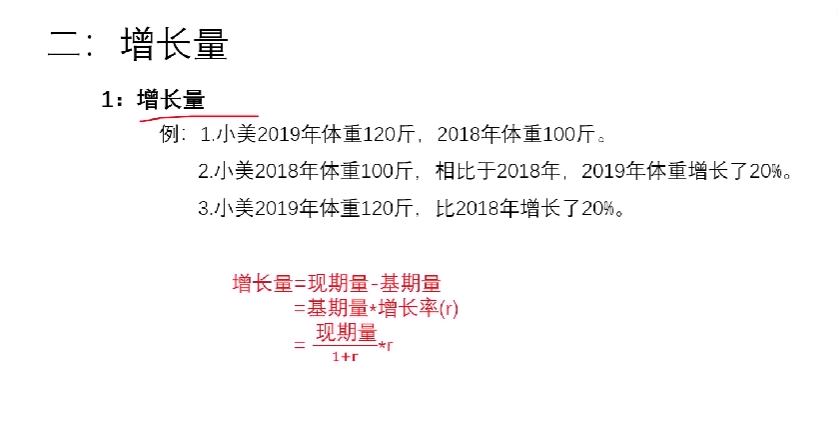 二：增长量
1：增长量
例：1.小美2019年体重120斤，2018年体重100斤。
2.小美2018年体重100斤，相比于2018年，2019年体重增长了20%。
3.小美2019年体重120斤，比2018年增长了20%。
增长量=现期量-基期量
=基期量*增长率(r)
= 现期量/1+r *r